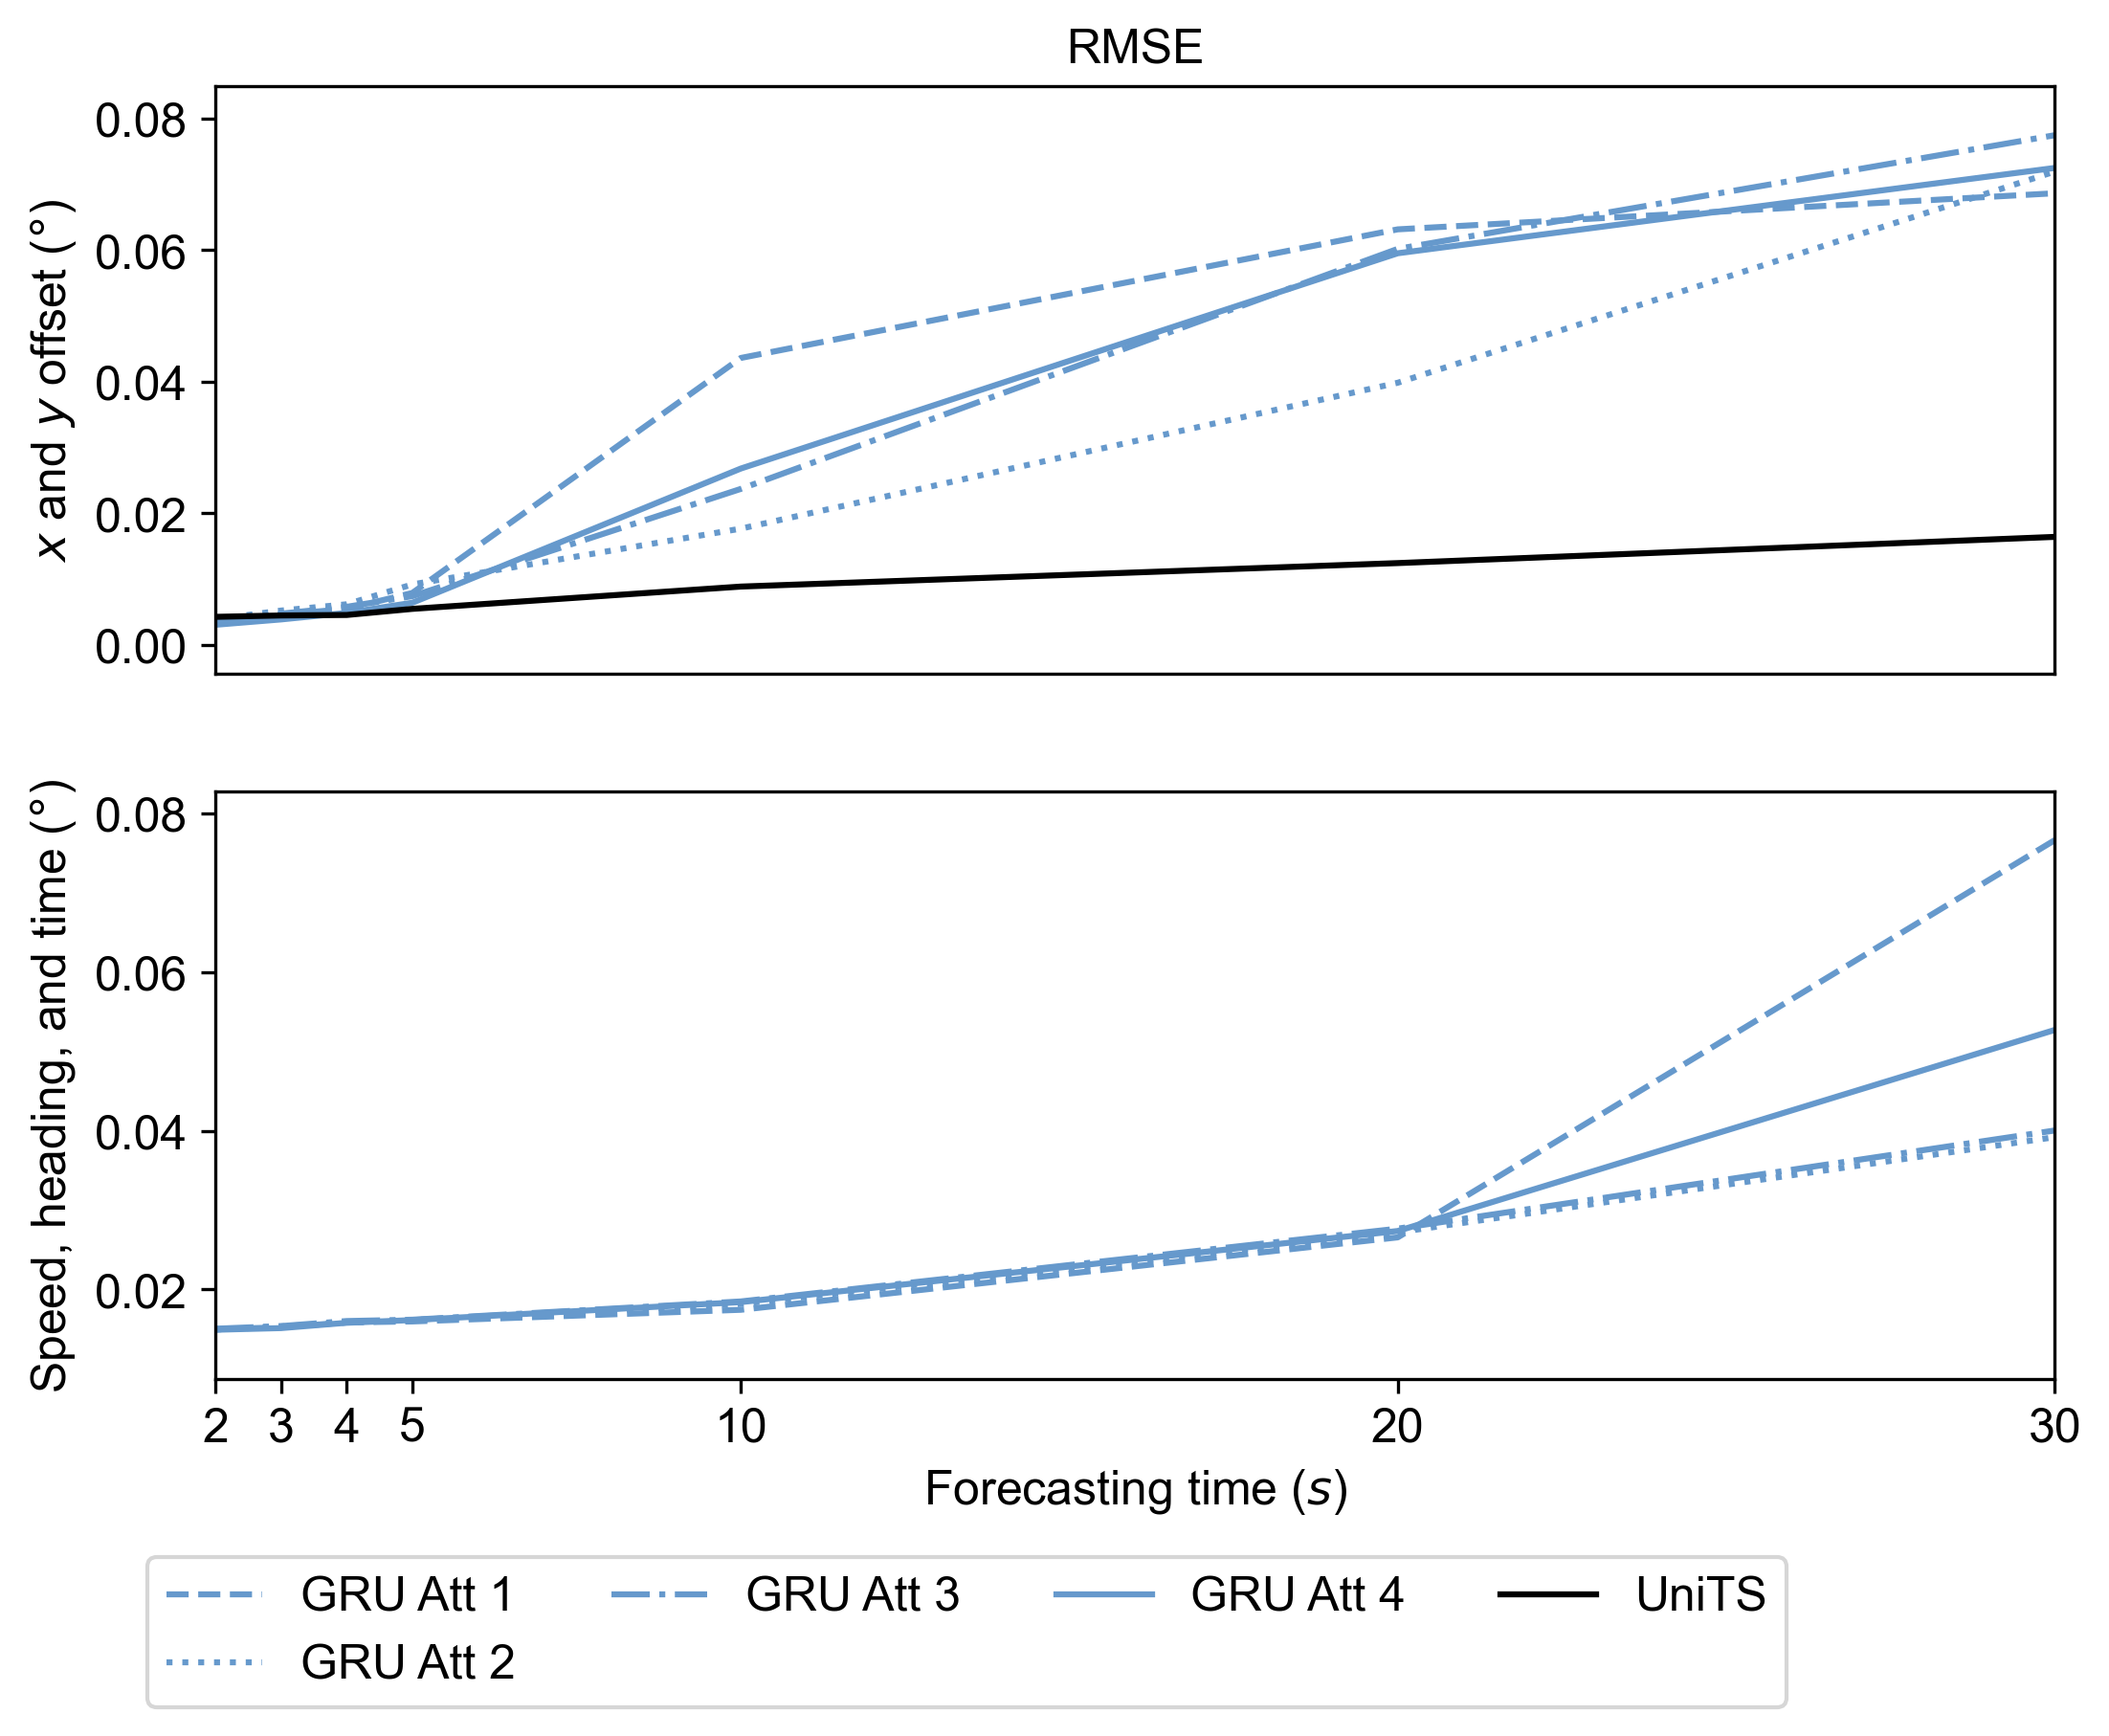 RMSE
0.08
0.06
0.04
0.02
0.00
x and y offset (°)
0.08
0.06
0.04
0.02
Speed, heading, and time (°)
2 3 4 5 10 20 30
Forecasting time (s)
GRU Att 1 GRU Att 3 GRU Att 4 UniTS
GRU Att 2